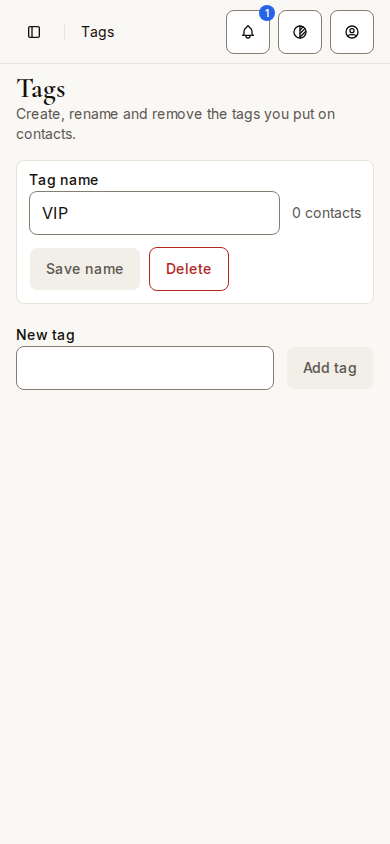 Tags
1
Tags
Create, rename and remove the tags you put on
contacts.
Tag name
VIP
0 contacts
Save name
Delete
New tag
Add tag